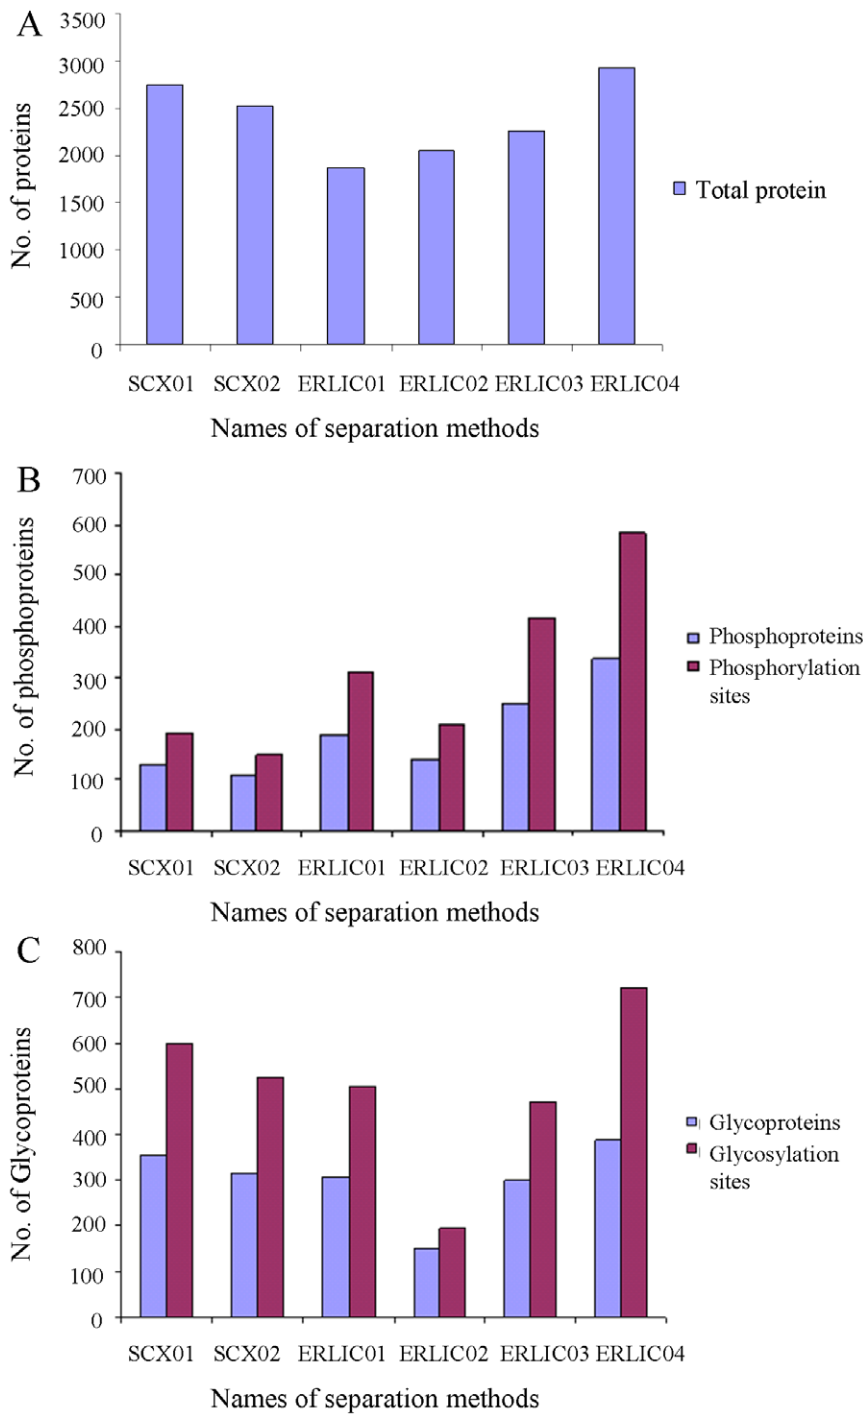 A
No. of proteins
3500
3000
2500
2000
1500
1000
500
0
SCX01 SCX02 ERLIC01 ERLIC02 ERLIC03 ERLIC04
Names of separation methods
Total protein
B
No. of phosphoproteins
700
600
500
400
300
200
100
0
SCX01 SCX02 ERLIC01 ERLIC02 ERLIC03 ERLIC04
Names of separation methods
Phosphoproteins
Phosphorylation
sites
C
No. of Glycoproteins
800
700
600
500
400
300
200
100
0
SCX01 SCX02 ERLIC01 ERLIC02 ERLIC03 ERLIC04
Names of separation methods
Glycoproteins
Glycosylation
sites